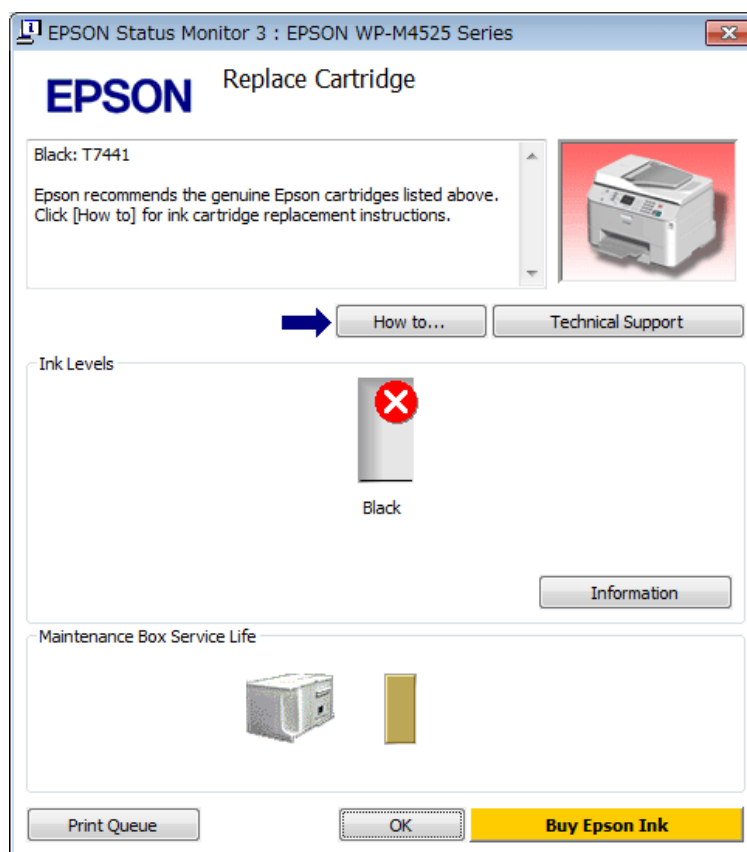 EPSON Status Monitor 3 : EPSON WP-M4525 Series
EPSON
Replace Cartridge
Black: T7441
Epson recommends the genuine Epson cartridges listed above.
Click [How to] for ink cartridge replacement instructions.
How to...
Technical Support
Ink Levels
Black
Information
Maintenance Box Service Life
Print Queue
OK
Buy Epson Ink